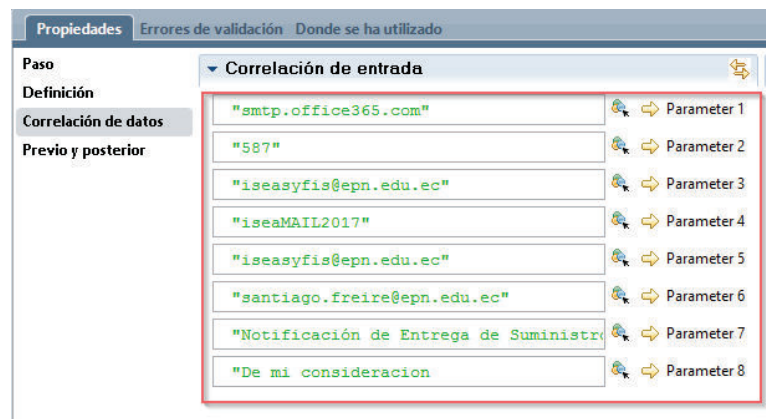 Propiedades Errores de validación Donde se ha utilizado
Paso
Definición
Correlación de datos
Previo y posterior
Correlación de entrada
"smtp.office365.com" Parameter 1
"587" Parameter 2
"iseasyfis@epn.edu.ec" Parameter 3
"iseaMAIL2017" Parameter 4
"iseasyfis@epn.edu.ec" Parameter 5
"santiago.freire@epn.edu.ec" Parameter 6
"Notificación de Entrega de Suministro Parameter 7
"De mi consideracion Parameter 8